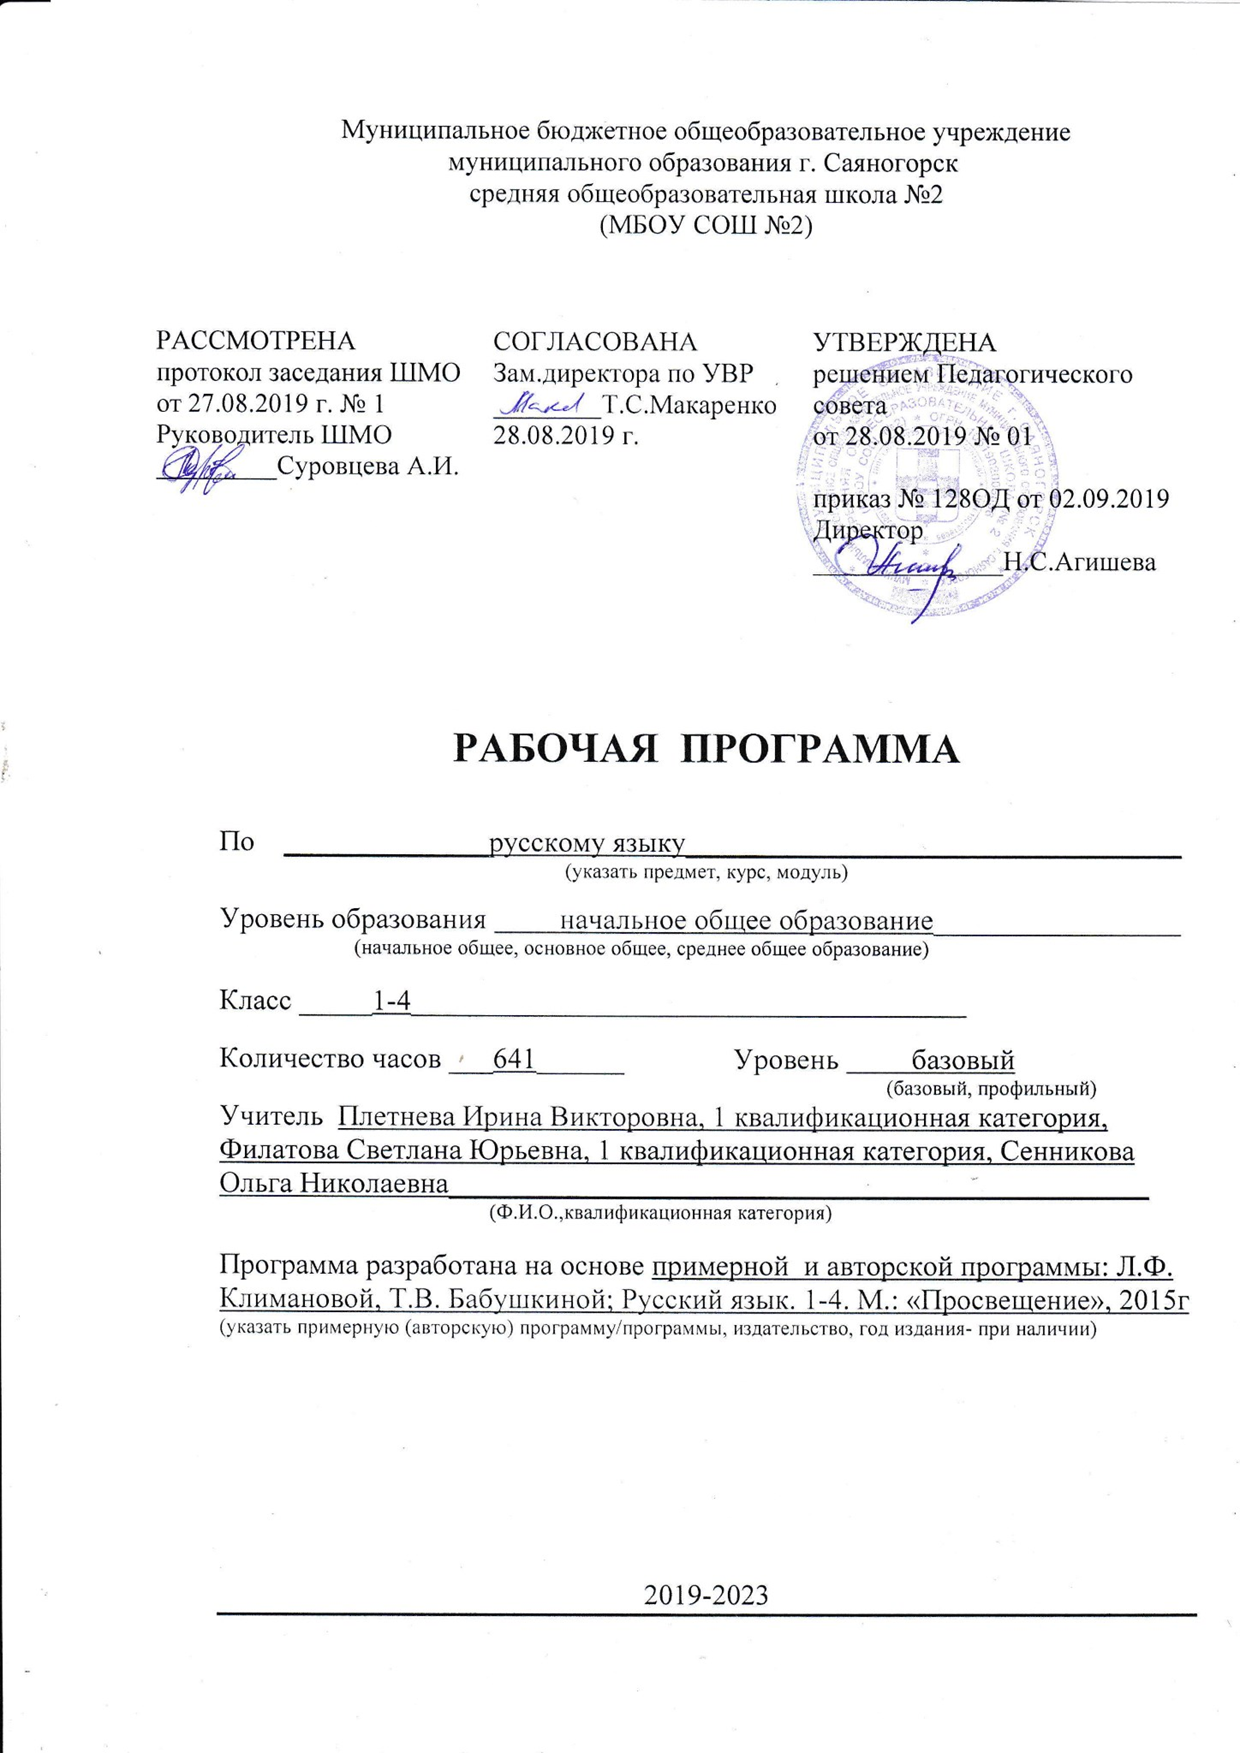 Муниципальное бюджетное общеобразовательное учреждение
муниципального образования г. Саяногорск
средняя общеобразовательная школа №2
(МБОУ СОШ №2)
РАССМОТРЕНА
протокол заседания ШМО
от 27.08.2019 г. № 1
Руководитель ШМО
Суровцева А.И.
СОГЛАСОВАНА
Зам.директора по УВР
Т.С.Макаренко
28.08.2019 г.
УТВЕРЖДЕНА
решением Педагогического
совета
от 28.08.2019 № 01
приказ № 128ОД от 02.09.2019
Директор
Н.С.Агишева
РАБОЧАЯ ПРОГРАММА
По русскому языку
(указать предмет, курс, модуль)
Уровень образования начальное общее образование
(начальное общее, основное общее, среднее общее образование)
Класс 1-4
Количество часов 641 Уровень базовый
(базовый, профильный)
Учитель Плетнева Ирина Викторовна, 1 квалификационная категория,
Филатова Светлана Юрьевна, 1 квалификационная категория, Сенникова
Ольга Николаевна
(Ф.И.О.,квалификационная категория)
Программа разработана на основе примерной и авторской программы: Л.Ф.
Климановой, Т.В. Бабушкиной; Русский язык. 1-4. М.: «Просвещение», 2015г
(указать примерную (авторскую) программу/программы, издательство, год издания- при наличии)
2019-2023